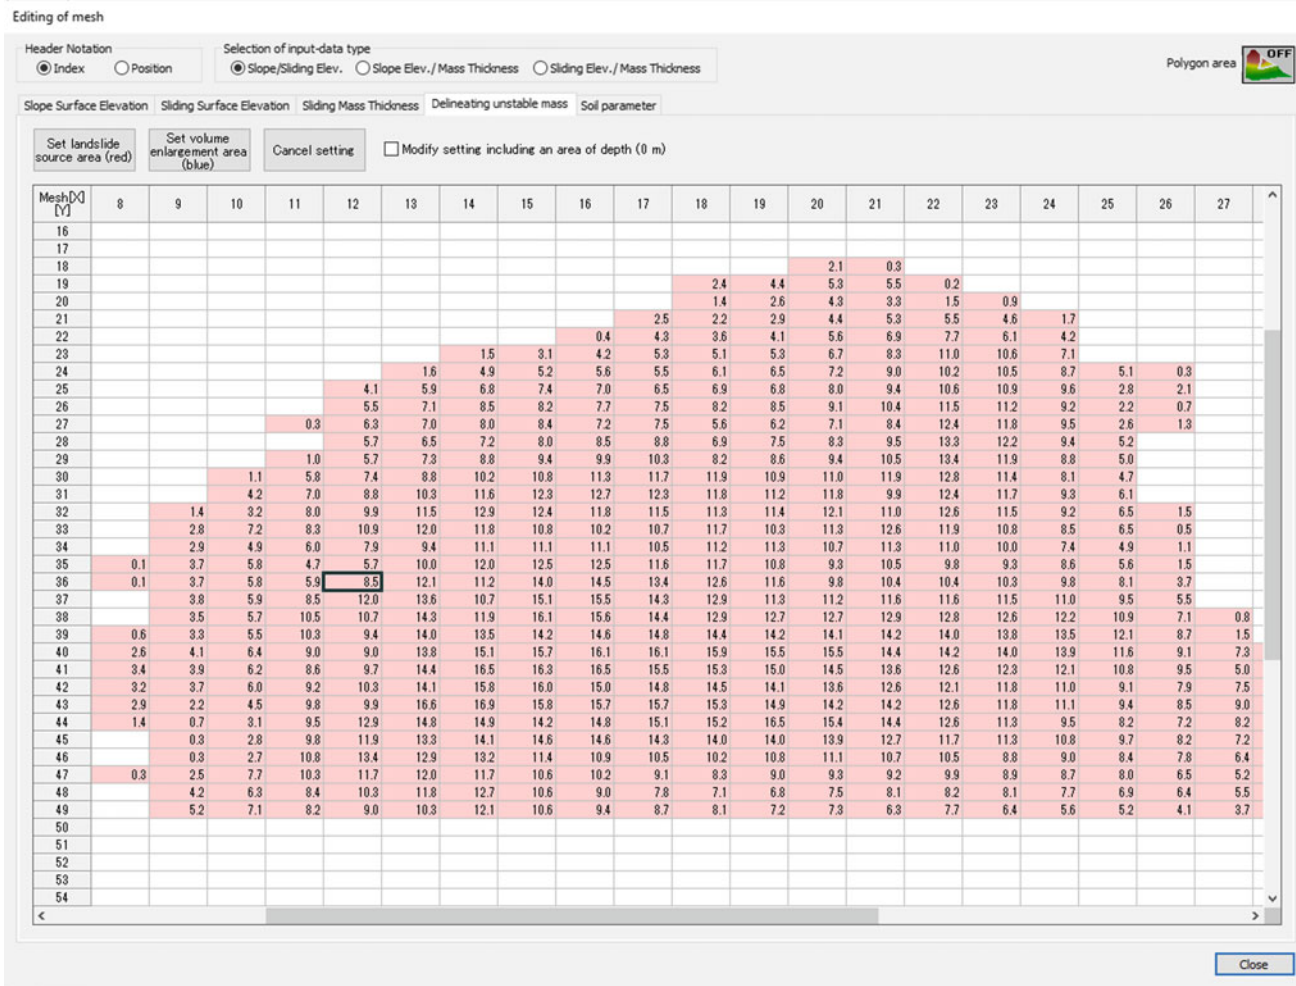 Editing of mesh
Header Notation
Index Position
Selection of input-data type
Slope/Sliding Elev. Slope Elev./ Mass Thickness Sliding Elev./ Mass Thickness
Polygon area OFF
Slope Surface Elevation Sliding Surface Elevation Sliding Mass Thickness Delineating unstable mass Soil parameter
Set landslide
source area (red)
Set volume
enlargement area
(blue)
Cancel setting
Modify setting including an area of depth (0 m)
Mesh[X]
[Y]
8 9 10 11 12 13 14 15 16 17 18 19 20 21 22 23 24 25 26 27
16
17
18 2.1 0.3
19 2.4 4.4 5.3 5.5 0.2
20 1.4 2.6 4.3 3.3 1.5 0.9
21 2.5 2.2 2.9 4.4 5.3 5.5 4.6 1.7
22 0.4 4.3 3.6 4.1 5.6 6.9 7.7 6.1 4.2
23 1.5 3.1 4.2 5.3 5.1 5.3 6.7 8.3 11.0 10.6 7.1
24 1.6 4.9 5.2 5.6 5.5 6.1 6.5 7.2 9.0 10.2 10.5 8.7 5.1 0.3
25 4.1 5.9 6.8 7.4 7.0 6.5 6.9 6.8 8.0 9.4 10.6 10.9 9.6 2.8 2.1
26 5.5 7.1 8.5 8.2 7.7 7.5 8.2 8.5 9.1 10.4 11.5 11.2 9.2 2.2 0.7
27 0.3 6.3 7.0 8.0 8.4 7.2 7.5 5.6 6.2 7.1 8.4 12.4 11.8 9.5 2.6 1.3
28 5.7 6.5 7.2 8.0 8.5 8.8 6.9 7.5 8.3 9.5 13.3 12.2 9.4 5.2
29 1.0 5.7 7.3 8.8 9.4 9.9 10.3 8.2 8.6 9.4 10.5 13.4 11.9 8.8 5.0
30 1.1 5.8 7.4 8.8 10.2 10.8 11.3 11.7 11.9 10.9 11.0 11.9 12.8 11.4 8.1 4.7
31 4.2 7.0 8.8 10.3 11.6 12.3 12.7 12.3 11.8 11.2 11.8 9.9 12.4 11.7 9.3 6.1
32 1.4 3.2 8.0 9.9 11.5 12.9 12.4 11.8 11.5 11.3 11.4 12.1 11.0 12.6 11.5 9.2 6.5 1.5
33 2.8 7.2 8.3 10.9 12.0 11.8 10.8 10.2 10.7 11.7 10.3 11.3 12.6 11.9 10.8 8.5 6.5 0.5
34 2.9 4.9 6.0 7.9 9.4 11.1 11.1 11.1 10.5 11.2 11.3 10.7 11.3 11.0 10.0 7.4 4.9 1.1
35 0.1 3.7 5.8 4.7 5.7 10.0 12.0 12.5 12.5 11.6 11.7 10.8 9.3 10.5 9.8 9.3 8.6 5.6 1.5
36 0.1 3.7 5.8 5.9 8.5 12.1 11.2 14.0 14.5 13.4 12.6 11.6 9.8 10.4 10.4 10.3 9.8 8.1 3.7
37 3.8 5.9 8.5 12.0 13.6 10.7 15.1 15.5 14.3 12.9 11.3 11.2 11.6 11.6 11.5 11.0 9.5 5.5
38 3.5 5.7 10.5 10.7 14.3 11.9 16.1 15.6 14.4 12.9 12.7 12.7 12.9 12.8 12.6 12.2 10.9 7.1 0.8
39 0.6 3.3 5.5 10.3 9.4 14.0 13.5 14.2 14.6 14.8 14.4 14.2 14.1 14.2 14.0 13.8 13.5 12.1 8.7 1.5
40 2.6 4.1 6.4 9.0 9.0 13.8 15.1 15.7 16.1 16.1 15.9 15.5 15.5 14.4 14.2 14.0 13.9 11.6 9.1 7.3
41 3.4 3.9 6.2 8.6 9.7 14.4 16.5 16.3 16.5 15.5 15.3 15.0 14.5 13.6 12.6 12.3 12.1 10.8 9.5 5.0
42 3.2 3.7 6.0 9.2 10.3 14.1 15.8 16.0 15.0 14.8 14.5 14.1 13.6 12.6 12.1 11.8 11.0 9.1 7.9 7.5
43 2.9 2.2 4.5 9.8 9.9 16.6 16.9 15.8 15.7 15.7 15.3 14.9 14.2 14.2 12.6 11.8 11.1 9.4 8.5 9.0
44 1.4 0.7 3.1 9.5 12.9 14.8 14.9 14.2 14.8 15.1 15.2 16.5 15.4 14.4 12.6 11.3 9.5 8.2 7.2 8.2
45 0.3 2.8 9.8 11.9 13.3 14.1 14.6 14.6 14.3 14.0 14.0 13.9 12.7 11.7 11.3 10.8 9.7 8.2 7.2
46 0.3 2.7 10.8 13.4 12.9 13.2 11.4 10.9 10.5 10.2 10.8 11.1 10.7 10.5 8.8 9.0 8.4 7.8 6.4
47 0.3 2.5 7.7 10.3 11.7 12.0 11.7 10.6 10.2 9.1 8.3 9.0 9.3 9.2 9.9 8.9 8.7 8.0 6.5 5.2
48 4.2 6.3 8.4 10.3 11.8 12.7 10.6 9.0 7.8 7.1 6.8 7.5 8.1 8.2 8.1 7.7 6.9 6.4 5.5
49 5.2 7.1 8.2 9.0 10.3 12.1 10.6 9.4 8.7 8.1 7.2 7.3 6.3 7.7 6.4 5.6 5.2 4.1 3.7
50
51
52
53
54
Close